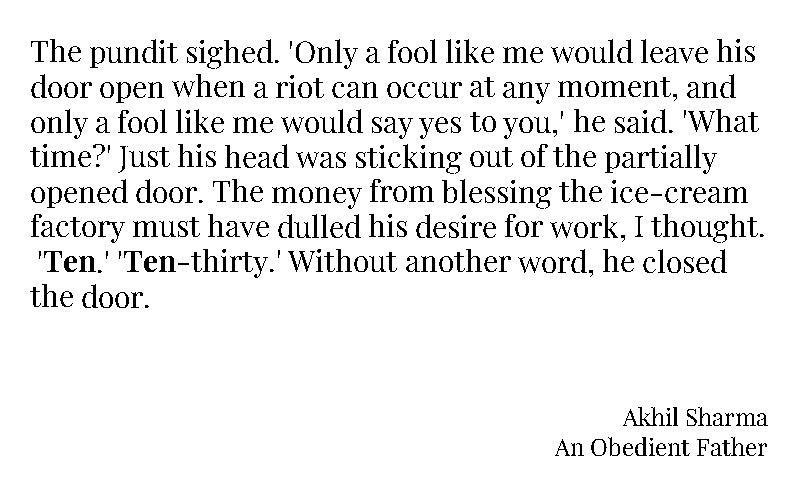 The pundit sighed. 'Only a fool like me would leave his
door open when a riot can occur at any moment, and
only a fool like me would say yes to you,' he said. 'What
time?' Just his head was sticking out of the partially
opened door. The money from blessing the ice-cream
factory must have dulled his desire for work, I thought.
'Ten.' 'Ten-thirty.' Without another word, he closed
the door.
Akhil Sharma
An Obedient Father